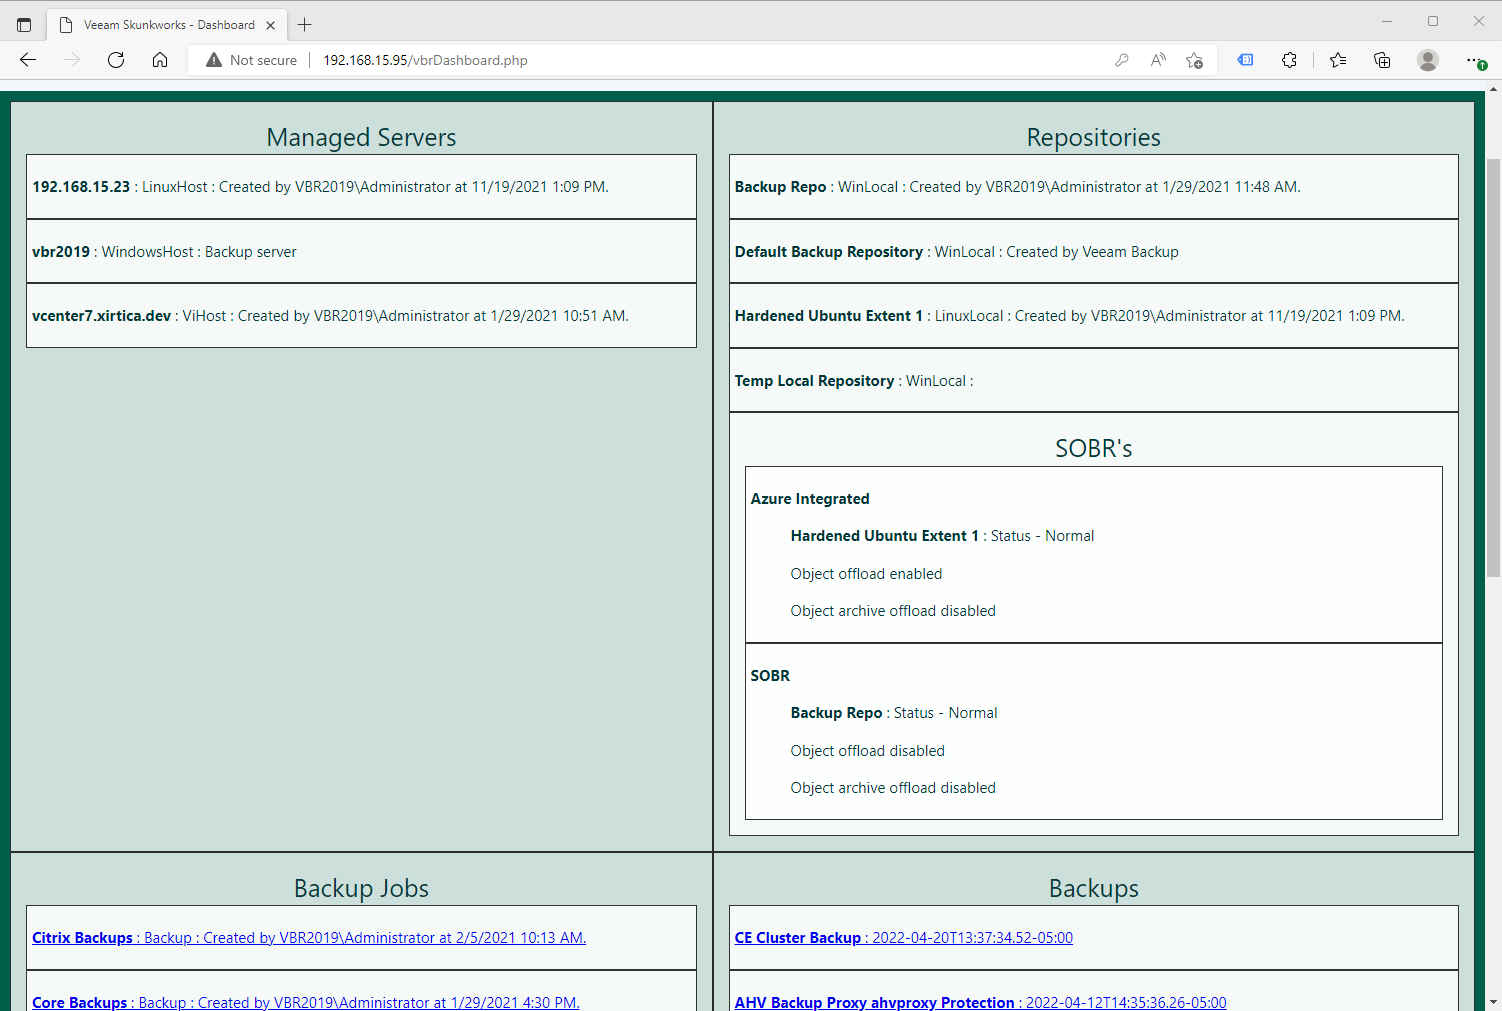 Veeam Skunkworks - Dashboard
Not secure
192.168.15.95/vbrDashboard.php
Managed Servers
192.168.15.23 : LinuxHost : Created by VBR2019\Administrator at 11/19/2021 1:09 PM.
vbr2019 : WindowsHost : Backup server
vcenter7.xirtica.dev : ViHost : Created by VBR2019\Administrator at 1/29/2021 10:51 AM.
Repositories
Backup Repo : WinLocal : Created by VBR2019\Administrator at 1/29/2021 11:48 AM.
Default Backup Repository : WinLocal : Created by Veeam Backup
Hardened Ubuntu Extent 1 : LinuxLocal : Created by VBR2019\Administrator at 11/19/2021 1:09 PM.
Temp Local Repository : WinLocal :
SOBR's
Azure Integrated
Hardened Ubuntu Extent 1 : Status - Normal
Object offload enabled
Object archive offload disabled
SOBR
Backup Repo : Status - Normal
Object offload disabled
Object archive offload disabled
Backup Jobs
Citrix Backups : Backup : Created by VBR2019\Administrator at 2/5/2021 10:13 AM.
Core Backups : Backup : Created by VBR2019\Administrator at 1/29/2021 4:30 PM.
Backups
CE Cluster Backup : 2022-04-20T13:37:34.52-05:00
AHV Backup Proxy ahvproxy Protection : 2022-04-12T14:35:36.26-05:00